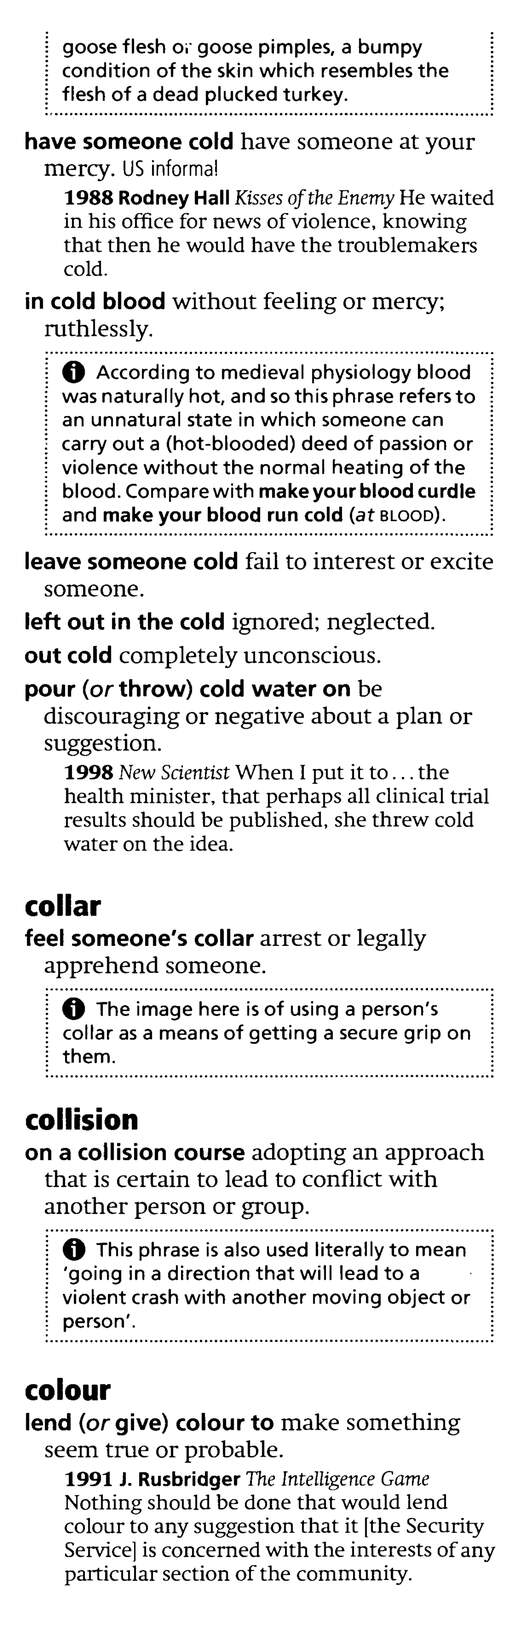 goose flesh or goose pimples, a bumpy
condition of the skin which resembles the
flesh of a dead plucked turkey.
have someone cold have someone at your
mercy. US informal
1988 Rodney Hall Kisses of the Enemy He waited
in his office for news of violence, knowing
that then he would have the troublemakers
cold.
in cold blood without feeling or mercy;
ruthlessly.
According to medieval physiology blood
was naturally hot, and so this phrase refers to
an unnatural state in which someone can
carry out a (hot-blooded) deed of passion or
violence without the normal heating of the
blood. Compare with make your blood curdle
and make your blood run cold (at BLOOD).
leave someone cold fail to interest or excite
someone.
left out in the cold ignored; neglected.
out cold completely unconscious.
pour (or throw) cold water on be
discouraging or negative about a plan or
suggestion.
1998 New Scientist When I put it to...the
health minister, that perhaps all clinical trial
results should be published, she threw cold
water on the idea.
collar
feel someone's collar arrest or legally
apprehend someone.
The image here is of using a person's
collar as a means of getting a secure grip on
them.
collision
on a collision course adopting an approach
that is certain to lead to conflict with
another person or group.
This phrase is also used literally to mean
'going in a direction that will lead to a
violent crash with another moving object or
person'.
colour
lend (or give) colour to make something
seem true or probable.
1991 J. Rusbridger The Intelligence Game
Nothing should be done that would lend
colour to any suggestion that it [the Security
Service] is concerned with the interests of any
particular section of the community.